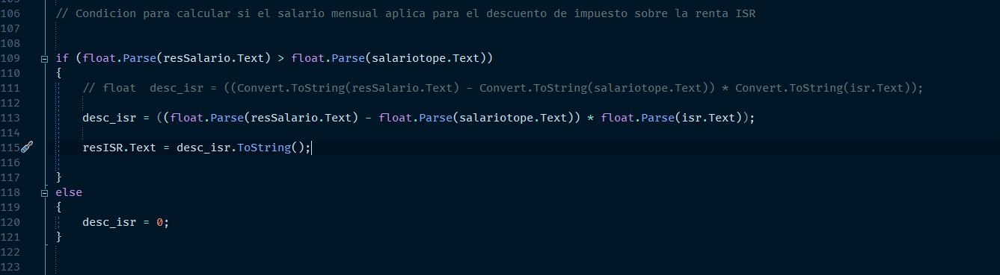 106 // Condicion para calcular si el salario mensual aplica para el descuento de impuesto sobre la renta ISR
107
108
109 if (float.Parse(resSalario.Text) > float.Parse(salariotope.Text))
110 {
111 // float  desc_isr = ((Convert.ToString(resSalario.Text) - Convert.ToString(salariotope.Text)) * Convert.ToString(isr.Text));
112
113 desc_isr = ((float.Parse(resSalario.Text) - float.Parse(salariotope.Text)) * float.Parse(isr.Text));
114
115 resISR.Text = desc_isr.ToString();
116
117 }
118 else
119 {
120 desc_isr = 0;
121 }
122
123